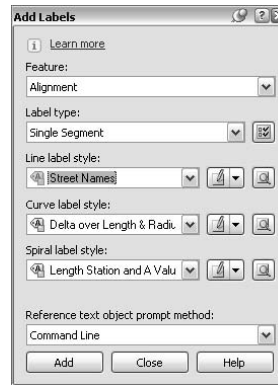 Add Labels
Learn more
Feature:
Alignment
Label type:
Single Segment
Line label style:
Street Names
Curve label style:
Delta over Length & Radiu
Spiral label style:
Length Station and A Valu
Reference text object prompt method:
Command Line
Add Close Help